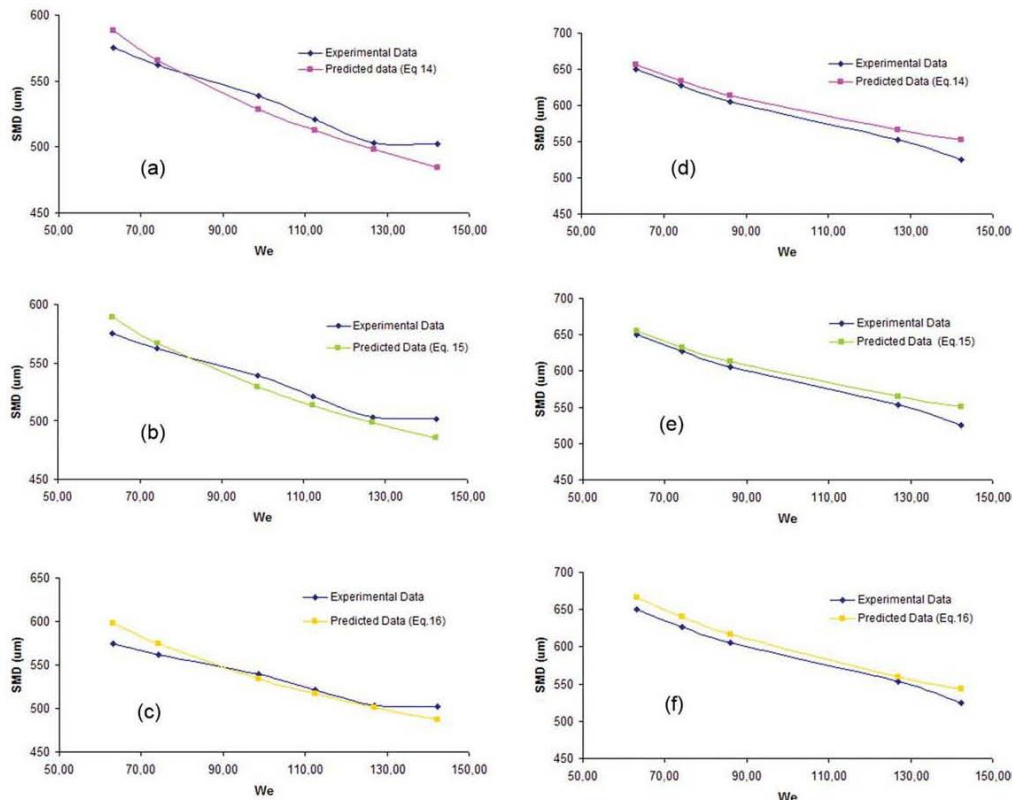 600
550
500
450
SMD (um)
Experimental Data
Predicted data (Eq 14)
(a)
50,00 70,00 90,00 110,00 130,00 150,00
We
700
650
600
550
500
450
SMD (um)
Experimental Data
Predicted Data (Eq.14)
(d)
50,00 70,00 90,00 110,00 130,00 150,00
We
600
550
500
450
SMD (um)
Experimental Data
Predicted Data (Eq. 15)
(b)
50,00 70,00 90,00 110,00 130,00 150,00
We
700
650
600
550
500
450
SMD (um)
Experimental Data
Predicted Data (Eq.15)
(e)
50,00 70,00 90,00 110,00 130,00 150,00
We
650
600
550
500
450
SMD (um)
Experimental Data
Predicted Data (Eq.16)
(c)
50,00 70,00 90,00 110,00 130,00 150,00
We
700
650
600
550
500
450
SMD (um)
Experimental Data
Predicted Data (Eq.16)
(f)
50,00 70,00 90,00 110,00 130,00 150,00
We